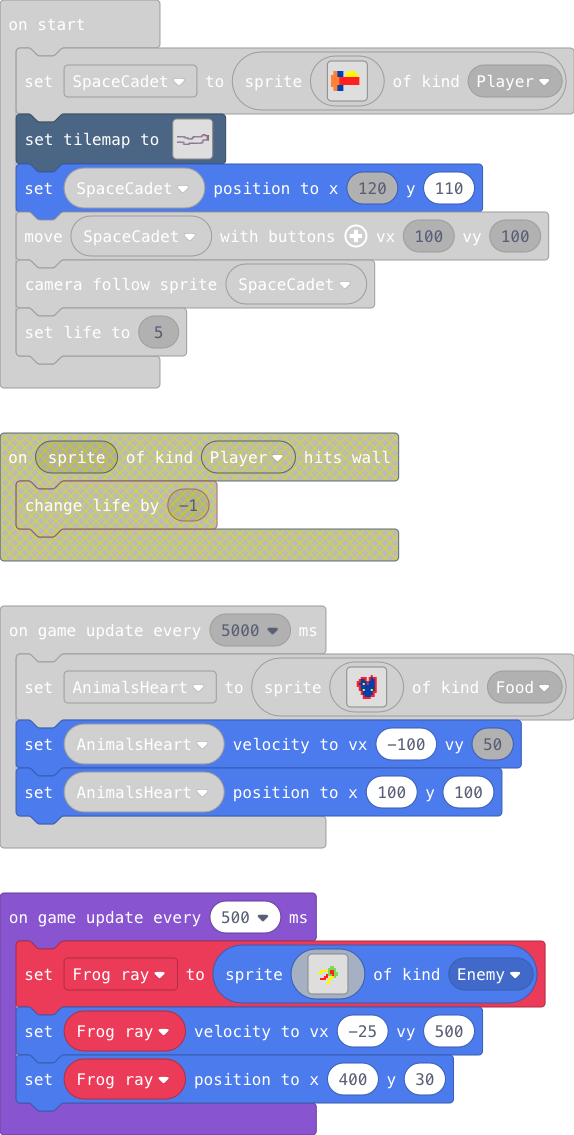 on start
set SpaceCadet to sprite of kind Player
set tilemap to
set SpaceCadet position to x 120 y 110
move SpaceCadet with buttons vx 100 vy 100
camera follow sprite SpaceCadet
set life to 5
on sprite of kind Player hits wall
change life by -1
on game update every 5000 ms
set AnimalsHeart to sprite of kind Food
set AnimalsHeart velocity to vx -100 vy 50
set AnimalsHeart position to x 100 y 100
on game update every 500 ms
set Frog ray to sprite of kind Enemy
set Frog ray velocity to vx -25 vy 500
set Frog ray position to x 400 y 30